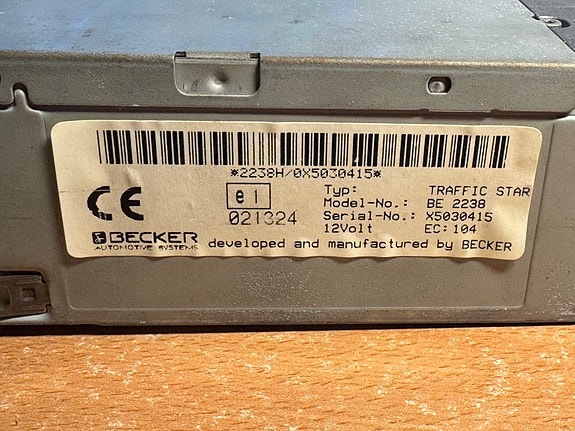 *2238H/0X5030415*
CE
e1
021324
BECKER
AUTOMOTIVE SYSTEMS
Typ: TRAFFIC STAR
Model-No.: BE 2238
Serial-No.: X5030415
12Volt EC: 104
developed and manufactured by BECKER